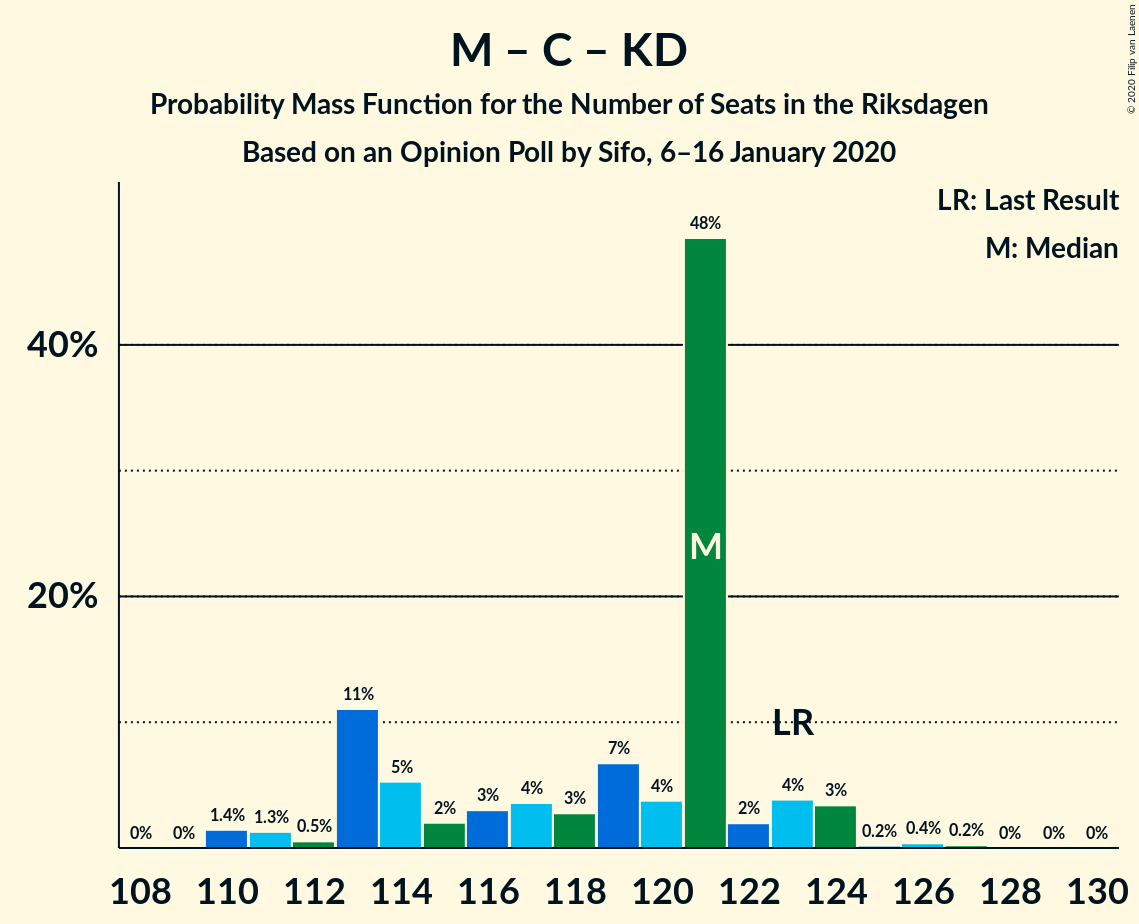 M – C – KD
Probability Mass Function for the Number of Seats in the Riksdagen
Based on an Opinion Poll by Sifo, 6–16 January 2020
© 2020 Filip van Laenen
LR: Last Result
M: Median
48%
40%
M
20%
11%
LR
7%
5%
4%
4%
4%
3%
3%
3%
2%
2%
1.4%
1.3%
0.5%
0.2%
0.4%
0.2%
0%
0%
0%
0%
0%
108 110 112 114 116 118 120 122 124 126 128 130